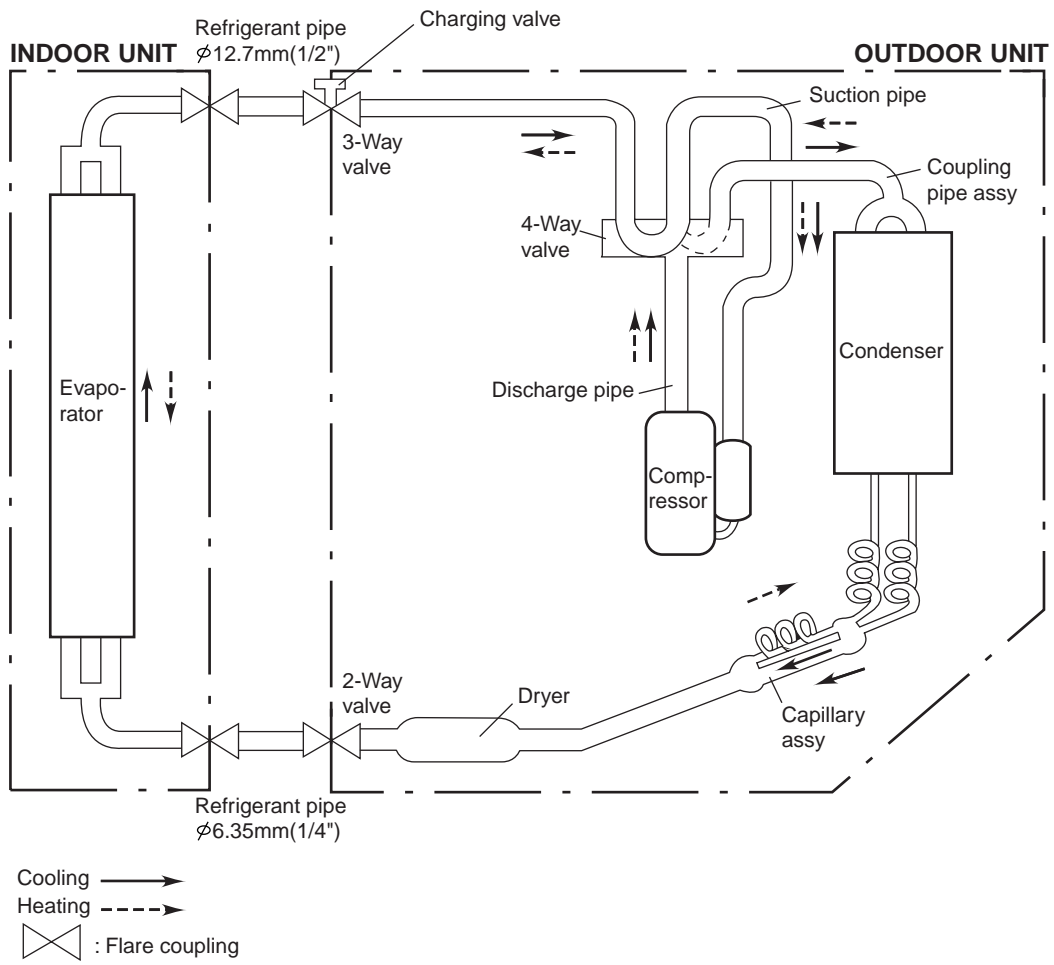 Charging valve
Refrigerant pipe
ϕ12.7mm(1/2")
INDOOR UNIT
OUTDOOR UNIT
Suction pipe
3-Way
valve
Coupling
pipe assy
4-Way
valve
Condenser
Evapo-
rator
Discharge pipe
Comp-
ressor
2-Way
valve
Dryer
Capillary
assy
Refrigerant pipe
ϕ6.35mm(1/4")
Cooling
Heating
: Flare coupling